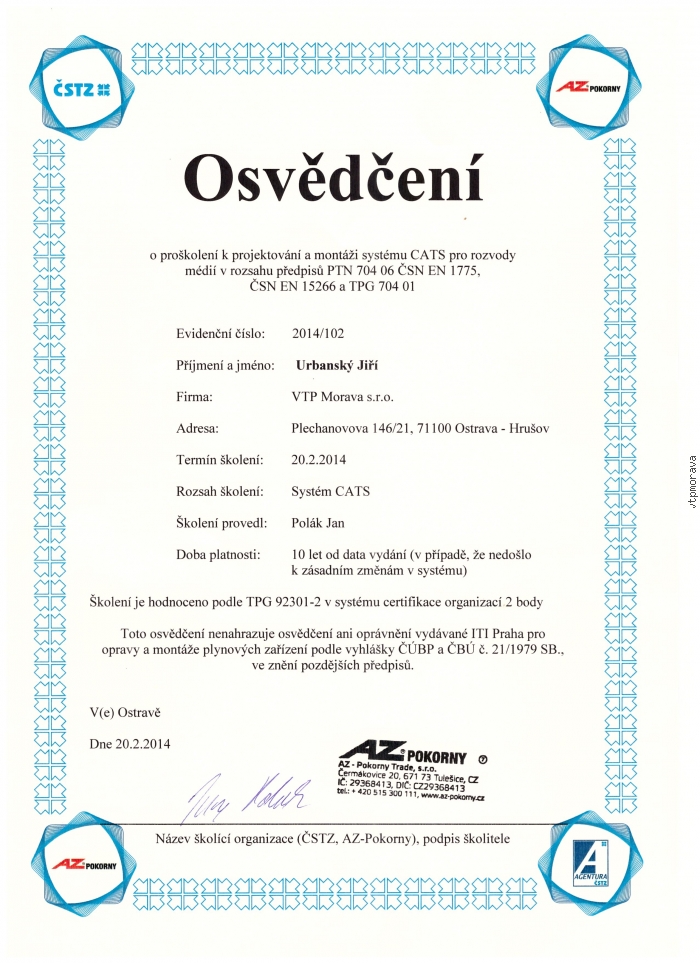 ČSTZ
AZ POKORNY
Osvědčení
o proškolení k projektování a montáži systému CATS pro rozvody
médií v rozsahu předpisů PTN 704 06 ČSN EN 1775,
ČSN EN 15266 a TPG 704 01
Evidenční číslo: 2014/102
Příjmení a jméno: Urbanský Jiří
Firma: VTP Morava s.r.o.
Adresa: Plechanovova 146/21, 71100 Ostrava - Hrušov
Termín školení: 20.2.2014
Rozsah školení: Systém CATS
Školení provedl: Polák Jan
Doba platnosti: 10 let od data vydání (v případě, že nedošlo
k zásadním změnám v systému)
Školení je hodnoceno podle TPG 92301-2 v systému certifikace organizací 2 body
Toto osvědčení nenahrazuje osvědčení ani oprávnění vydávané ITI Praha pro
opravy a montáže plynových zařízení podle vyhlášky ČÚBP a ČBÚ č. 21/1979 SB.,
ve znění pozdějších předpisů.
V(e) Ostravě
Dne 20.2.2014
AZ POKORNY
AZ - Pokorny Trade, s.r.o.
Čermákovice 20, 671 73 Tulešice, CZ
IČ: 29368413, DIČ: CZ29368413
tel.: + 420 515 300 111, www.az-pokorny.cz
Název školící organizace (ČSTZ, AZ-Pokorny), podpis školitele
AZ POKORNY
A
AGENTURA
ČSTZ
vtpmorava